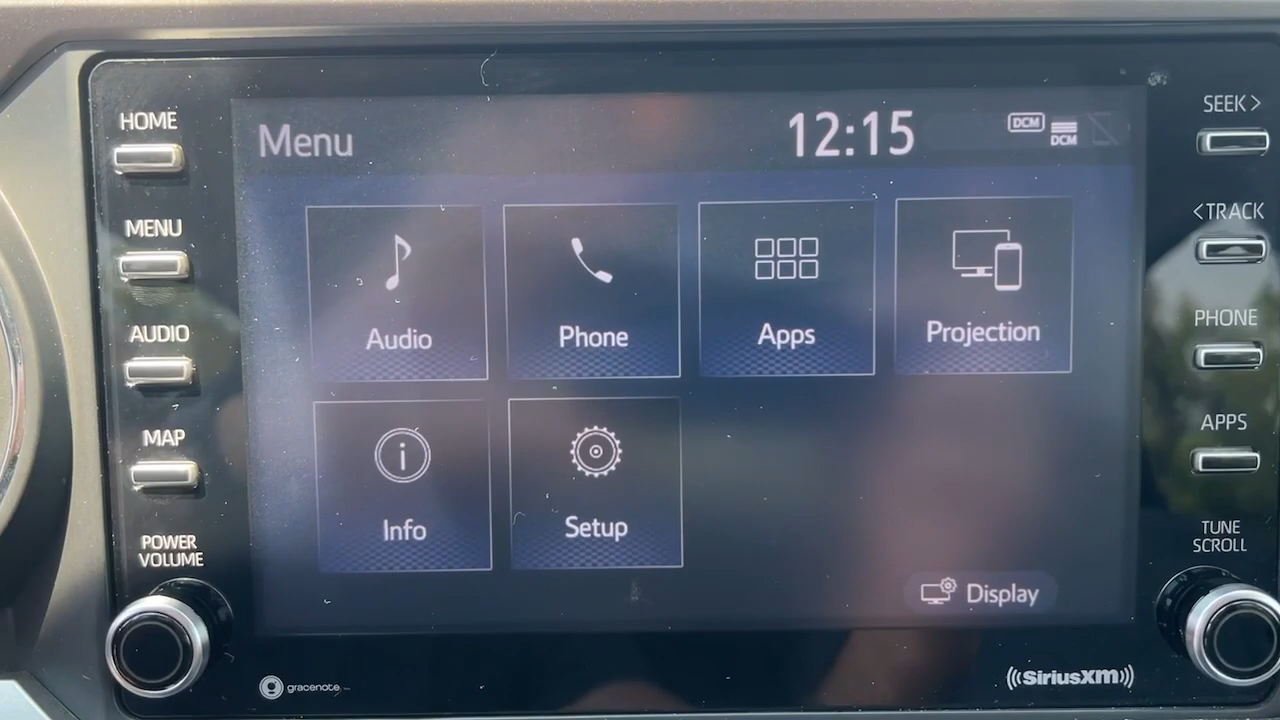 HOME
MENU
AUDIO
MAP
POWER
VOLUME
Menu
12:15
DCM
DCM
Audio
Phone
Apps
Projection
Info
Setup
Display
SEEK >
< TRACK
PHONE
APPS
TUNE
SCROLL
gracenote
SiriusXM